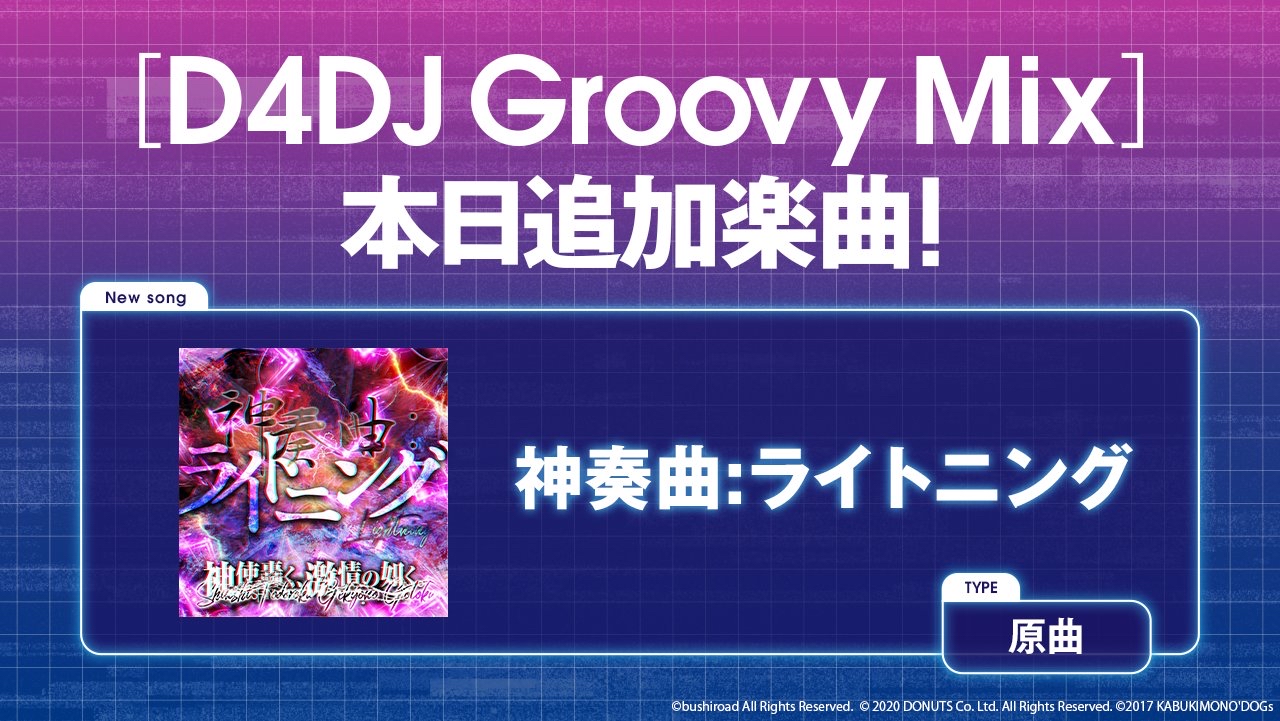 [D4DJ Groovy Mix]
本日追加楽曲!
New song
神奏曲
ライトニング
Lightning
神使轟く、激情の如く。
神奏曲:ライトニング
TYPE
原曲
©bushiroad All Rights Reserved. © 2020 DONUTS Co. Ltd. All Rights Reserved. ©2017 KABUKIMONO'DOGs